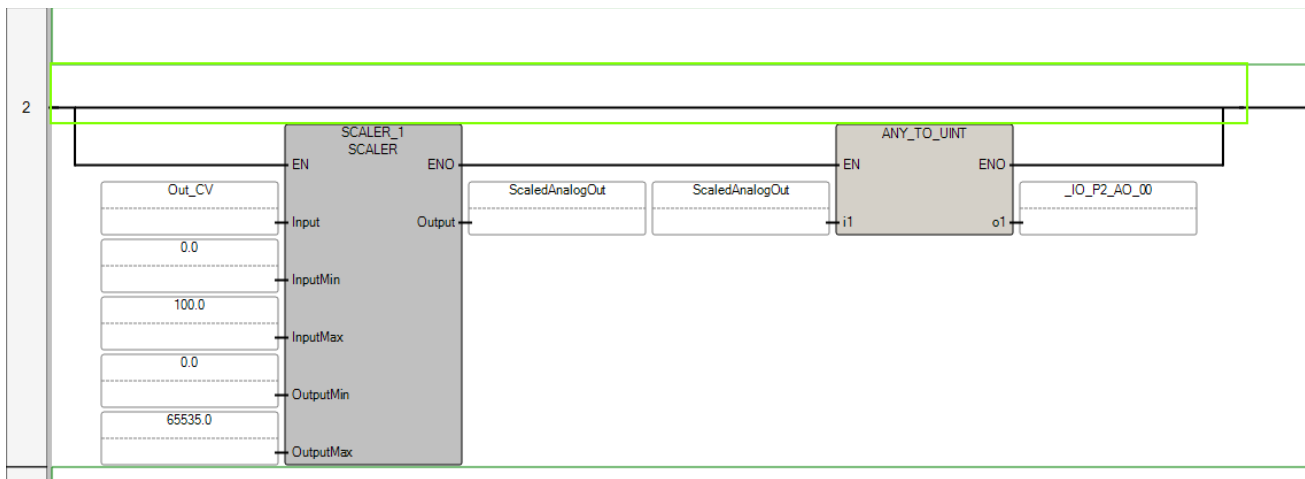 2
SCALER_1
SCALER
ANY_TO_UINT
EN
ENO
EN
ENO
Out_CV
ScaledAnalogOut
ScaledAnalogOut
_IO_P2_AO_00
Input
Output
i1
o1
0.0
InputMin
100.0
InputMax
0.0
OutputMin
65535.0
OutputMax